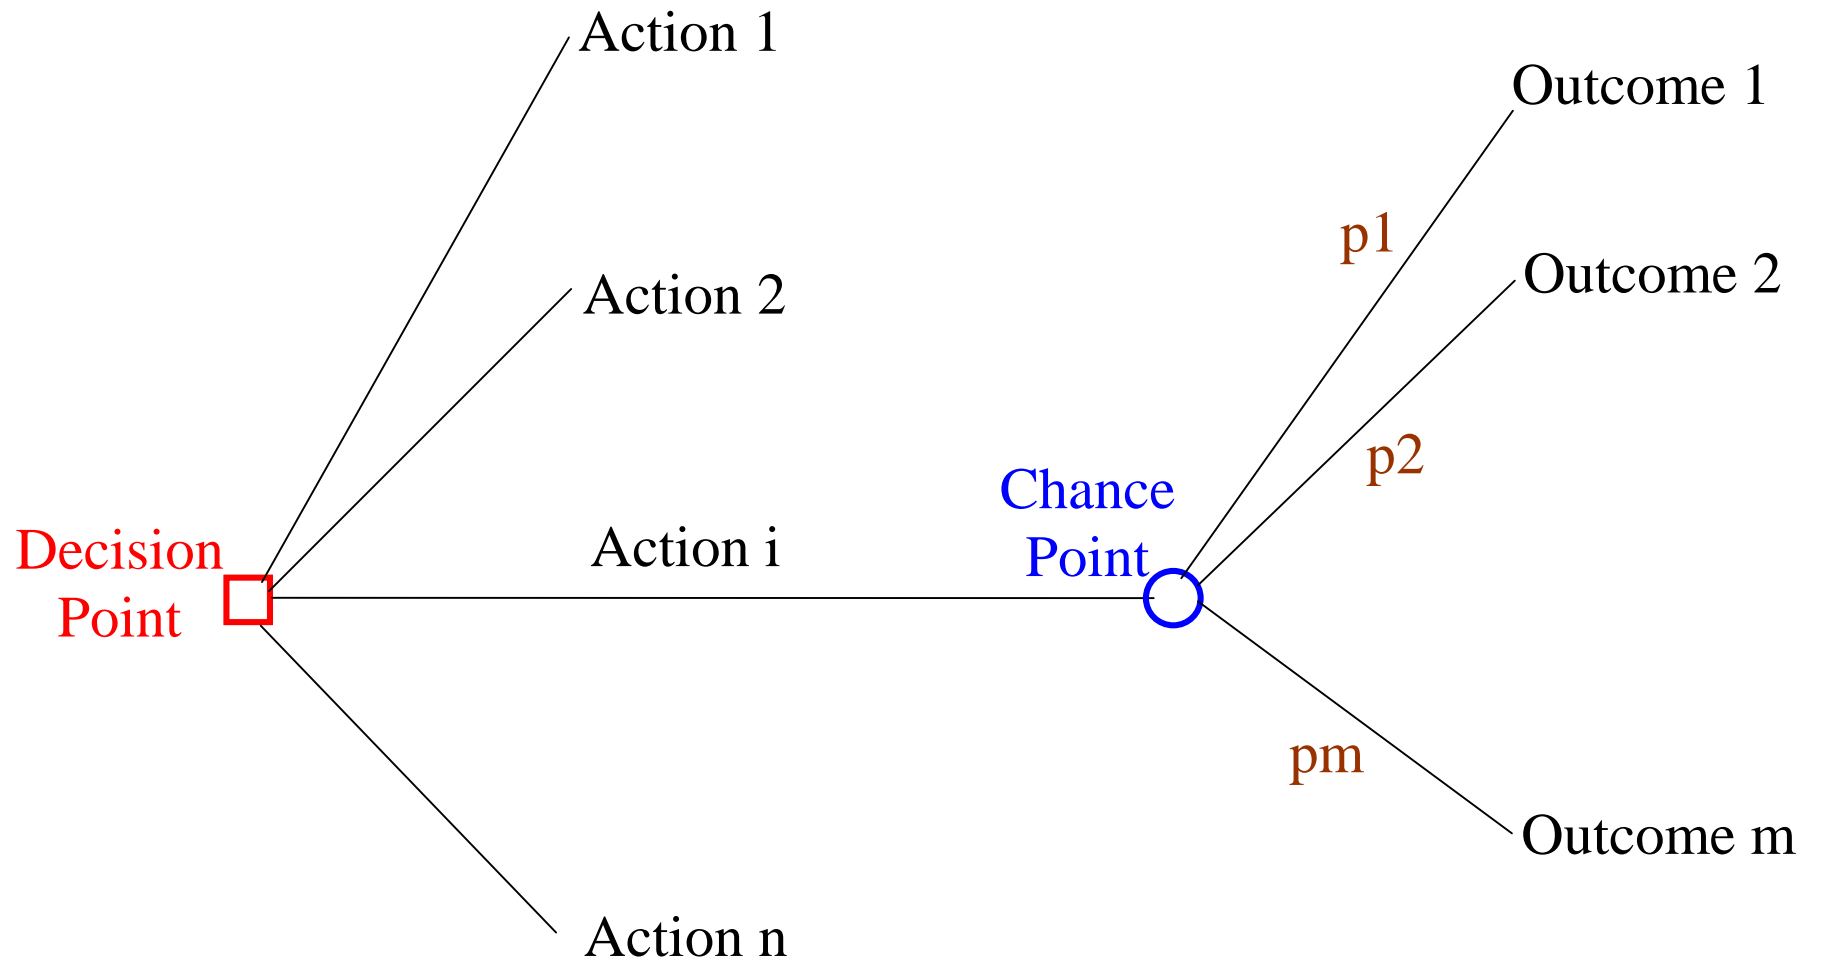 Action 1
Outcome 1
p1
Outcome 2
Action 2
p2
Chance
Point
Decision
Point
Action i
pm
Outcome m
Action n